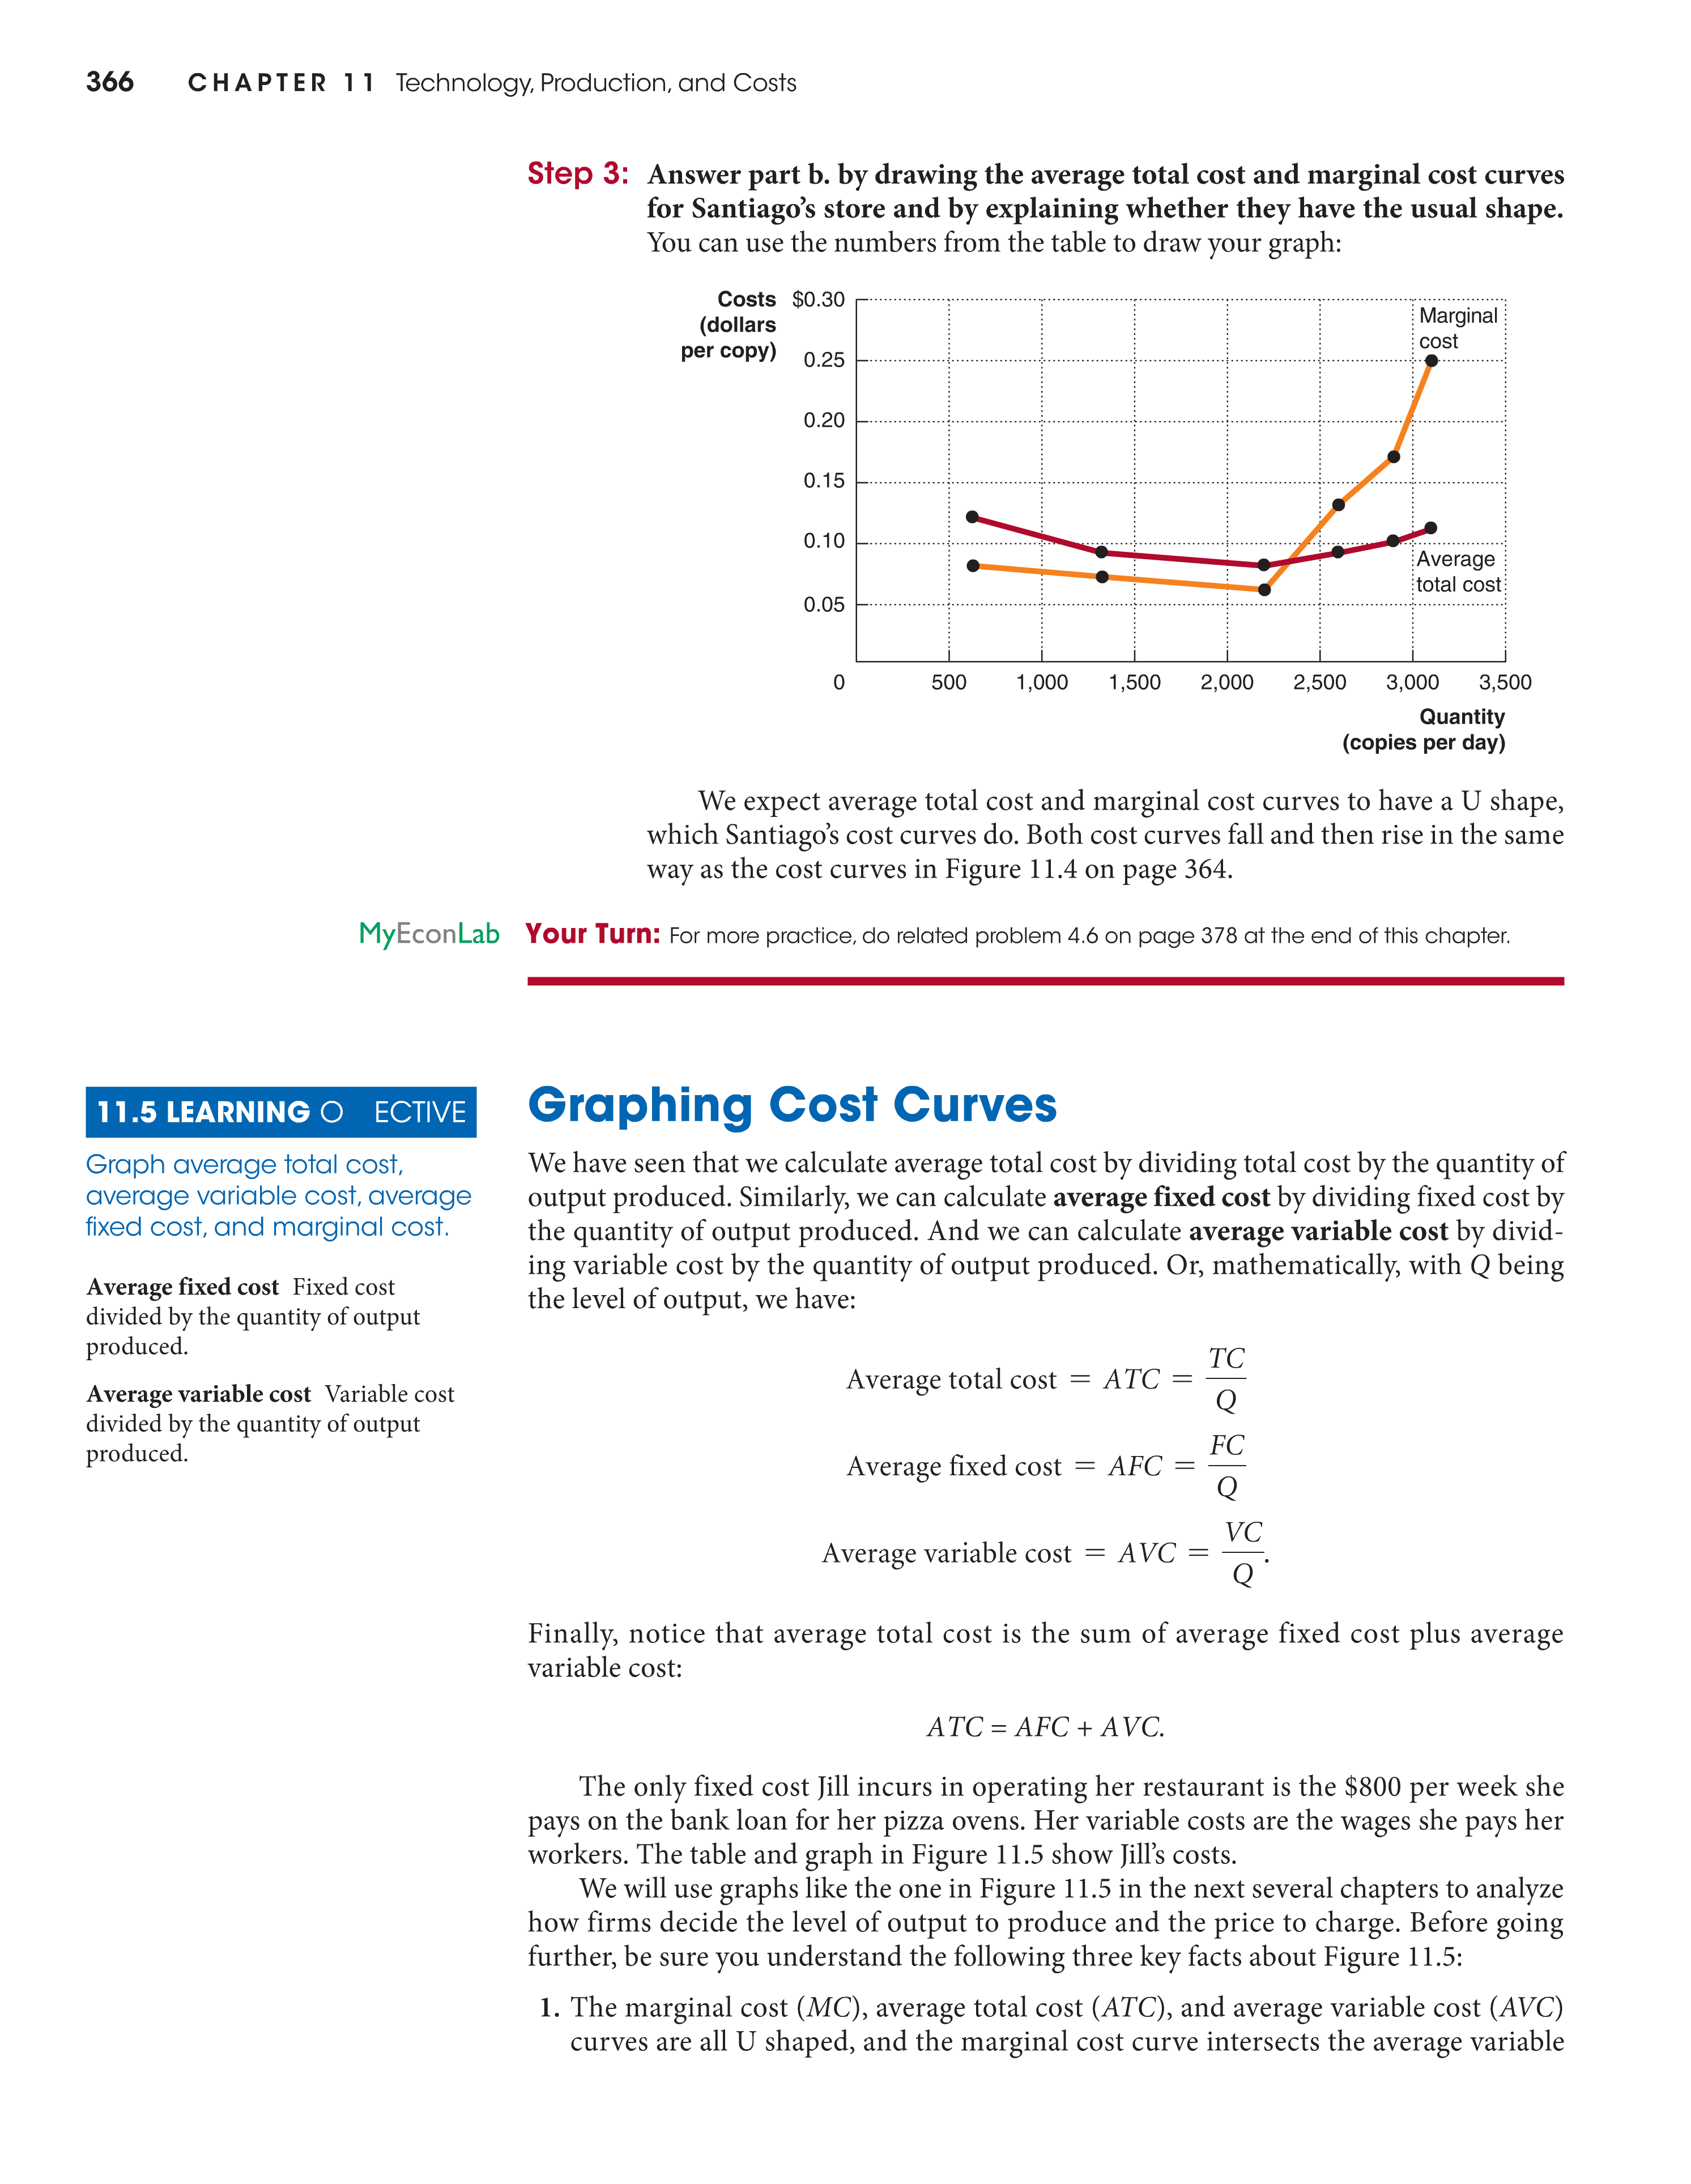 366 CHAPTER 11 Technology, Production, and Costs
Step 3: Answer part b. by drawing the average total cost and marginal cost curves
for Santiago’s store and by explaining whether they have the usual shape.
You can use the numbers from the table to draw your graph:
Costs
(dollars
per copy)
$0.30
0.25
0.20
0.15
0.10
0.05
0
Marginal
cost
Average
total cost
500 1,000 1,500 2,000 2,500 3,000 3,500
Quantity
(copies per day)
We expect average total cost and marginal cost curves to have a U shape,
which Santiago’s cost curves do. Both cost curves fall and then rise in the same
way as the cost curves in Figure 11.4 on page 364.
MyEconLab Your Turn: For more practice, do related problem 4.6 on page 378 at the end of this chapter.
11.5 LEARNING O ECTIVE
Graph average total cost,
average variable cost, average
fixed cost, and marginal cost.
Average fixed cost Fixed cost
divided by the quantity of output
produced.
Average variable cost Variable cost
divided by the quantity of output
produced.
Graphing Cost Curves
We have seen that we calculate average total cost by dividing total cost by the quantity of
output produced. Similarly, we can calculate average fixed cost by dividing fixed cost by
the quantity of output produced. And we can calculate average variable cost by divid-
ing variable cost by the quantity of output produced. Or, mathematically, with Q being
the level of output, we have:
Average total cost = ATC = TC
Q
Average fixed cost = AFC = FC
Q
Average variable cost = AVC = VC
Q.
Finally, notice that average total cost is the sum of average fixed cost plus average
variable cost:
ATC = AFC + AVC.
The only fixed cost Jill incurs in operating her restaurant is the $800 per week she
pays on the bank loan for her pizza ovens. Her variable costs are the wages she pays her
workers. The table and graph in Figure 11.5 show Jill’s costs.
We will use graphs like the one in Figure 11.5 in the next several chapters to analyze
how firms decide the level of output to produce and the price to charge. Before going
further, be sure you understand the following three key facts about Figure 11.5:
1. The marginal cost (MC), average total cost (ATC), and average variable cost (AVC)
curves are all U shaped, and the marginal cost curve intersects the average variable